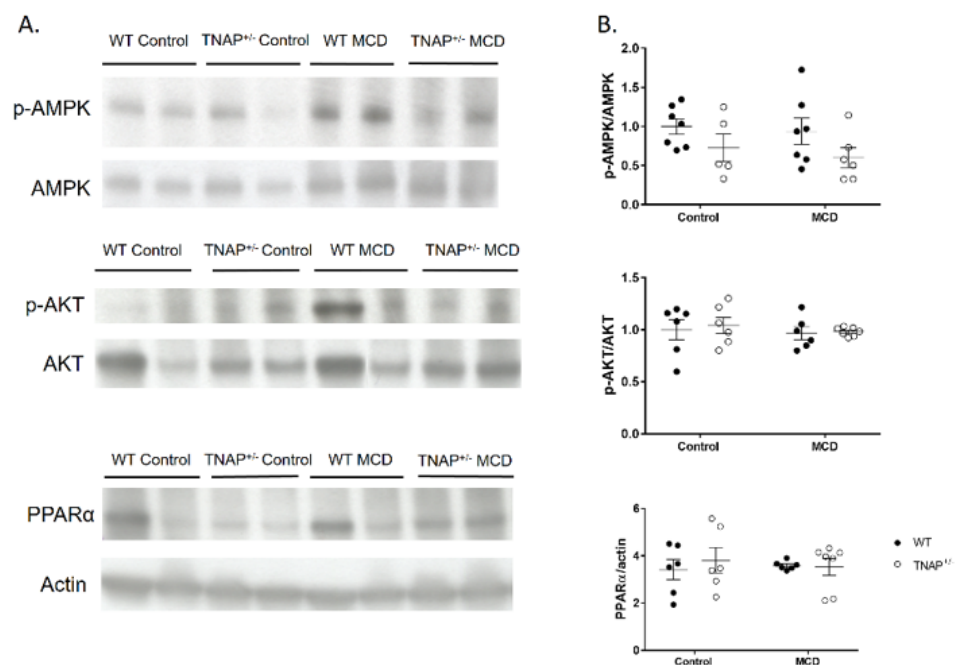 A.
WT Control TNAP+/- Control WT MCD TNAP+/- MCD
p-AMPK
AMPK
WT Control TNAP+/- Control WT MCD TNAP+/- MCD
p-AKT
AKT
WT Control TNAP+/- Control WT MCD TNAP+/- MCD
PPARα
Actin
B.
p-AMPK/AMPK
2.0
1.5
1.0
0.5
0.0
Control MCD
p-AKT/AKT
1.5
1.0
0.5
0.0
Control MCD
PPARα/actin
6
4
2
0
Control MCD
WT
TNAP+/-